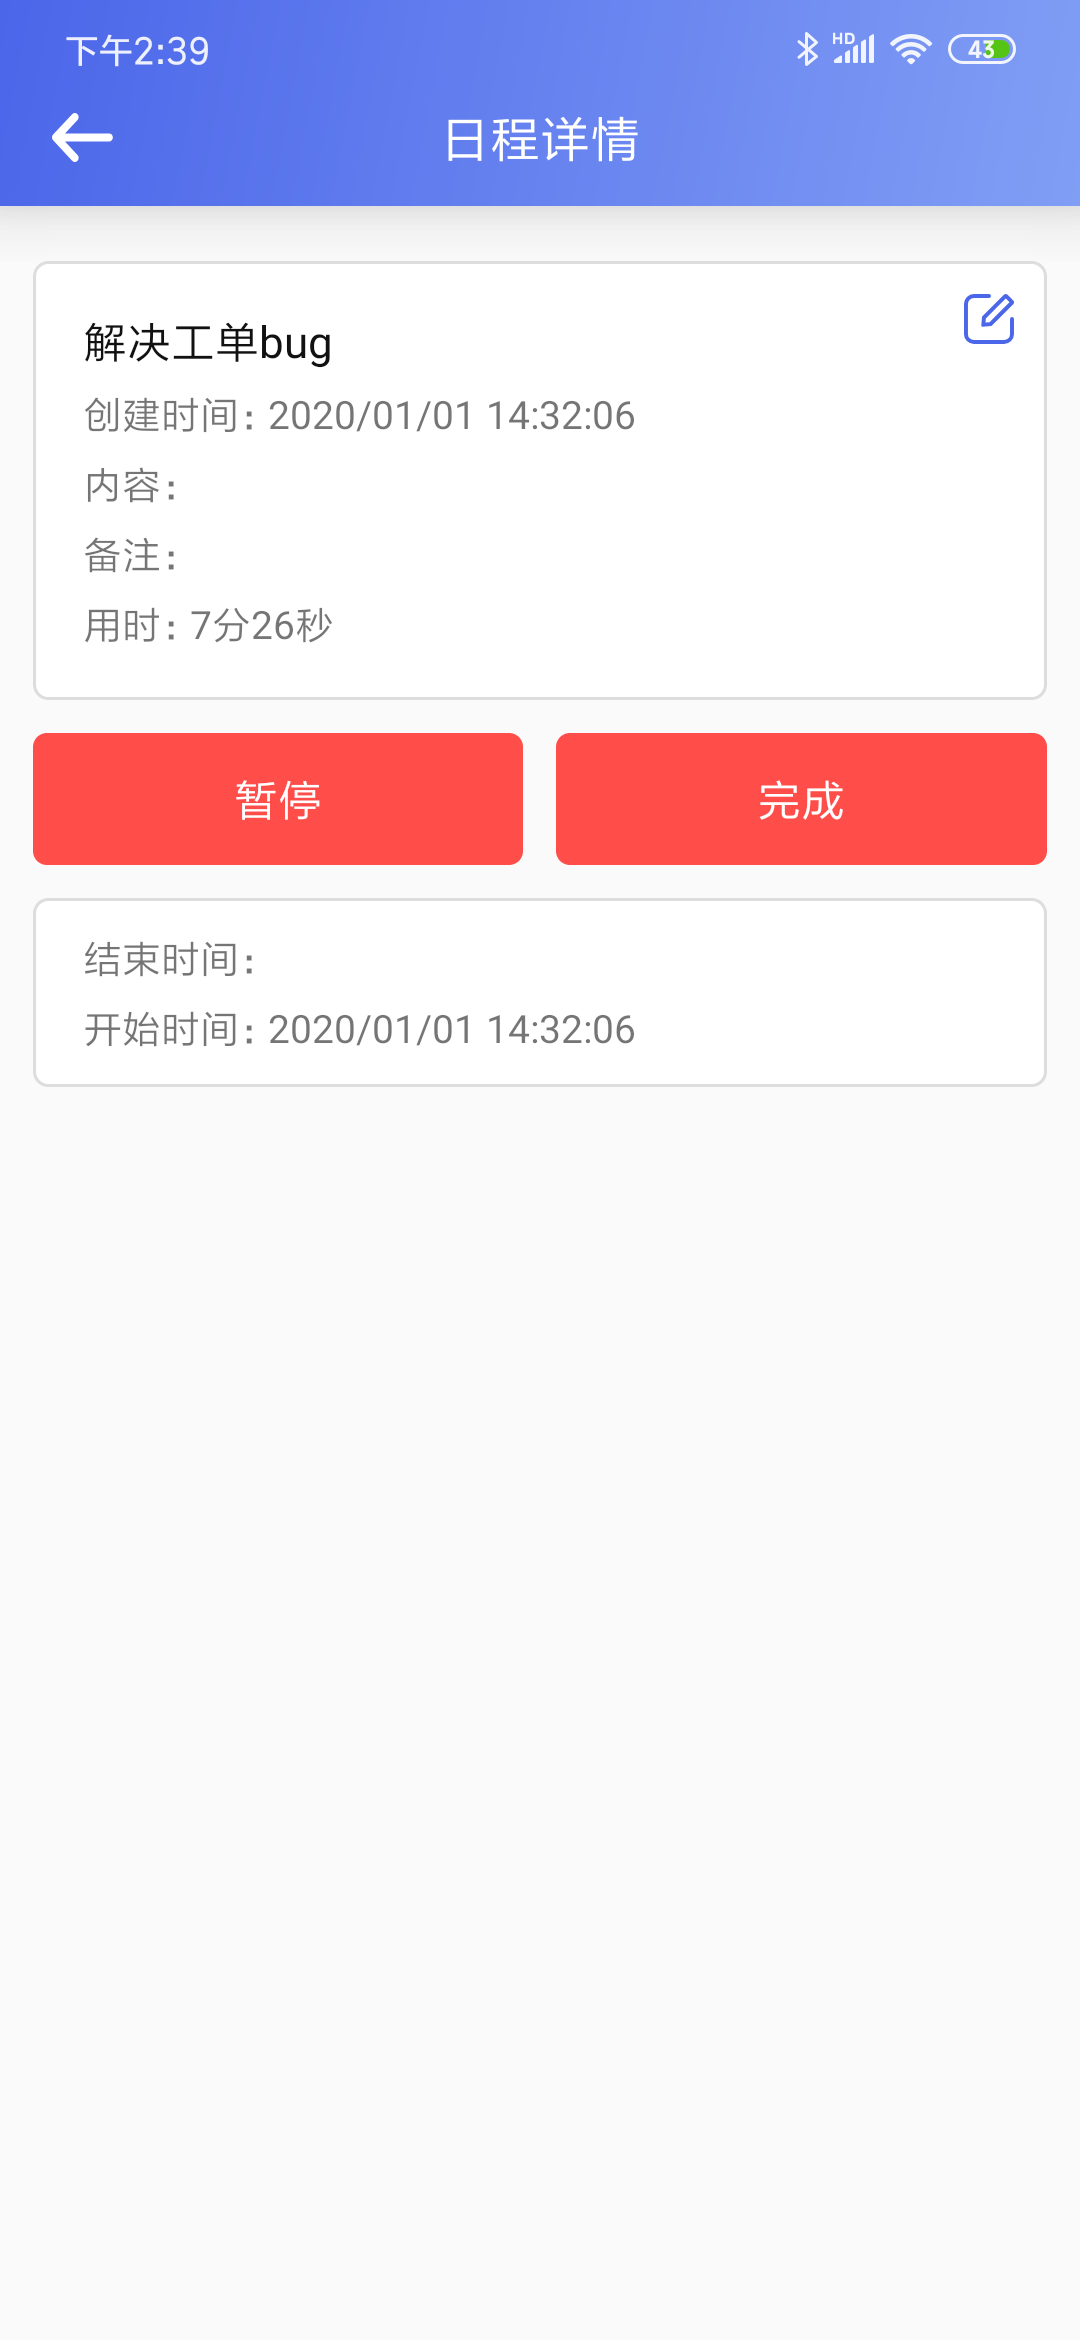 下午2:39
HD
43
日程详情
解决工单bug
创建时间: 2020/01/01 14:32:06
内容:
备注:
用时: 7分26秒
暂停
完成
结束时间:
开始时间: 2020/01/01 14:32:06